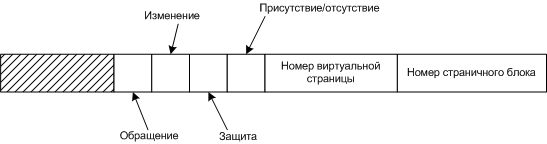 Изменение
Присутствие/отсутствие
Номер виртуальной
страницы
Номер страничного блока
Обращение
Защита